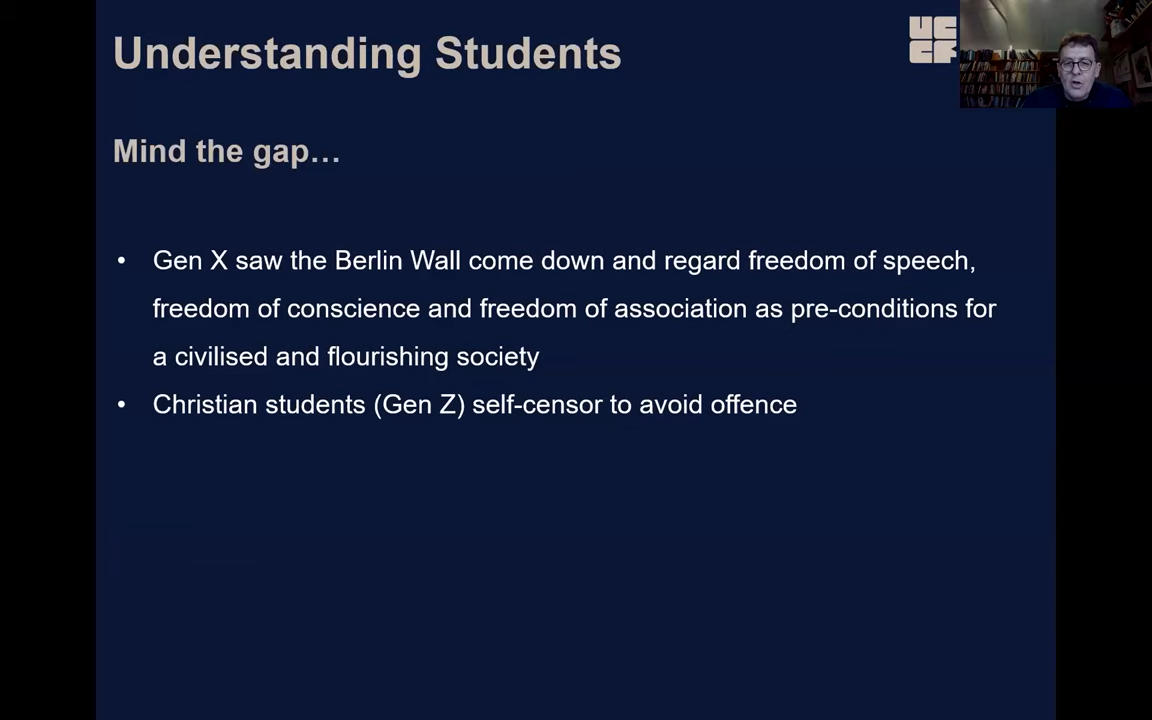 Understanding Students
UC
CF
Mind the gap…
• Gen X saw the Berlin Wall come down and regard freedom of speech,
freedom of conscience and freedom of association as pre-conditions for
a civilised and flourishing society
• Christian students (Gen Z) self-censor to avoid offence